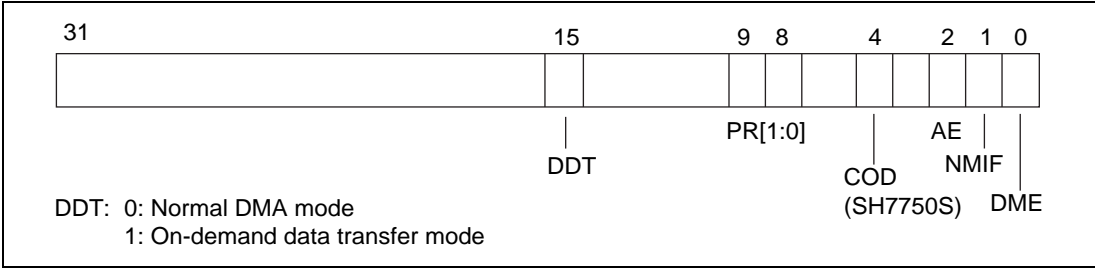 31 15 9 8 4 2 1 0
PR[1:0] AE
DDT NMIF
COD
(SH7750S) DME
DDT: 0: Normal DMA mode
1: On-demand data transfer mode